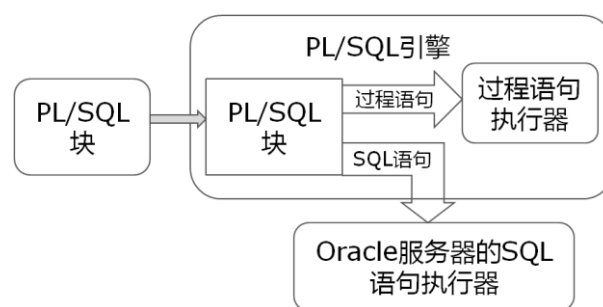 PL/SQL引擎
PL/SQL
块
PL/SQL
块
过程语句
过程语句
执行器
SQL语句
Oracle服务器的SQL
语句执行器